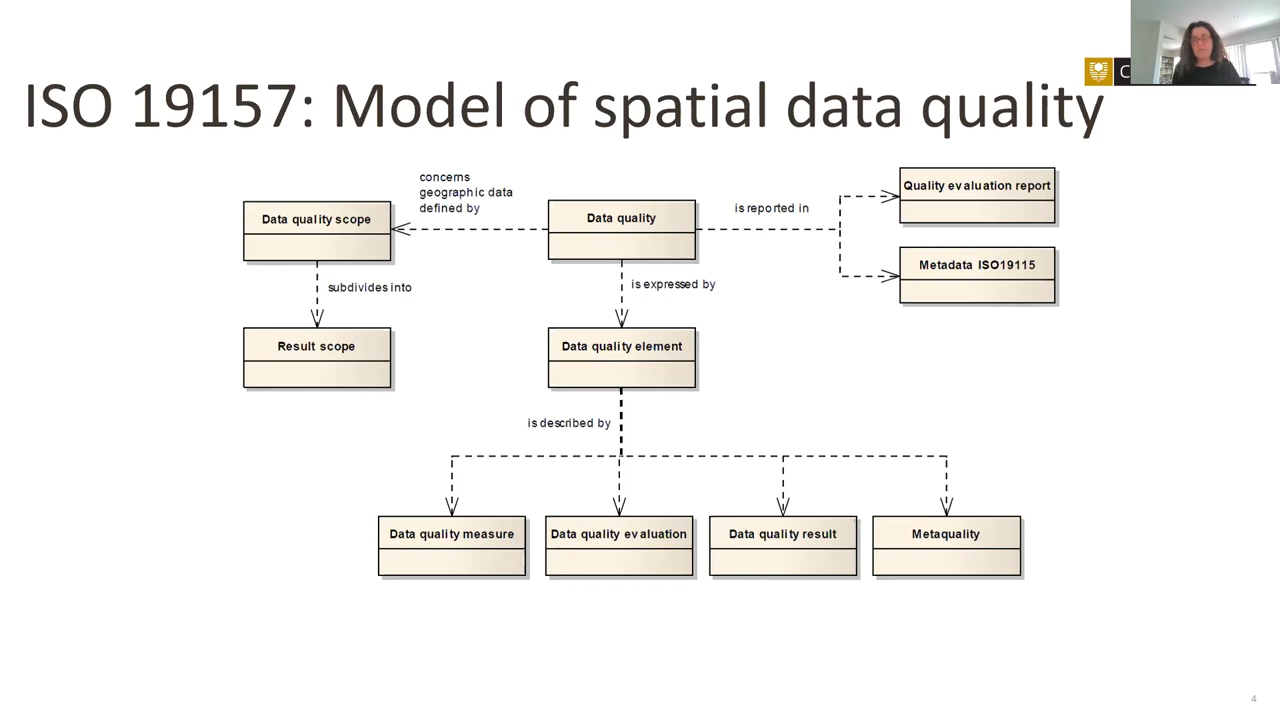 ISO 19157: Model of spatial data quality
C
concerns
geographic data
defined by
Data quality scope
Data quality
is reported in
Quality evaluation report
Metadata ISO19115
subdivides into
is expressed by
Result scope
Data quality element
is described by
Data quality measure
Data quality evaluation
Data quality result
Metaquality
4